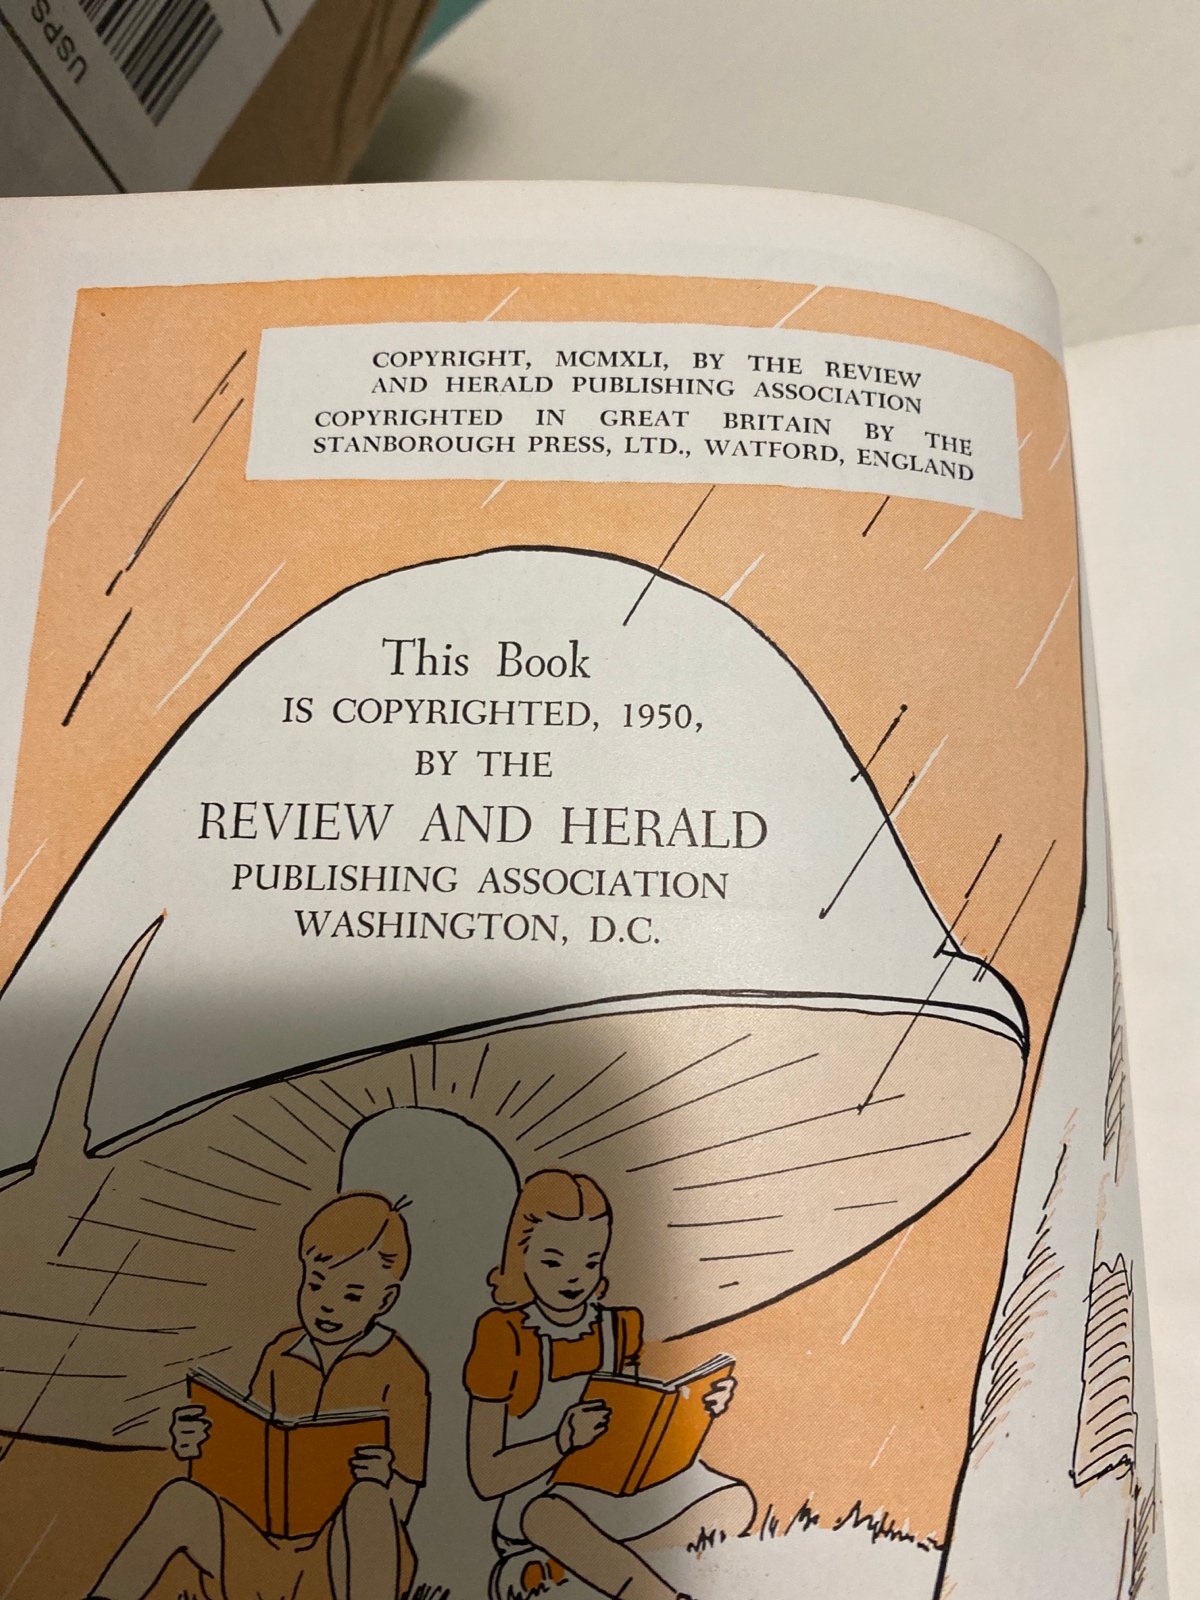 USPS
COPYRIGHT, MCMXLI, BY THE REVIEW
AND HERALD PUBLISHING ASSOCIATION
COPYRIGHTED IN GREAT BRITAIN BY THE
STANBOROUGH PRESS, LTD., WATFORD, ENGLAND
This Book
IS COPYRIGHTED, 1950,
BY THE
REVIEW AND HERALD
PUBLISHING ASSOCIATION
WASHINGTON, D.C.